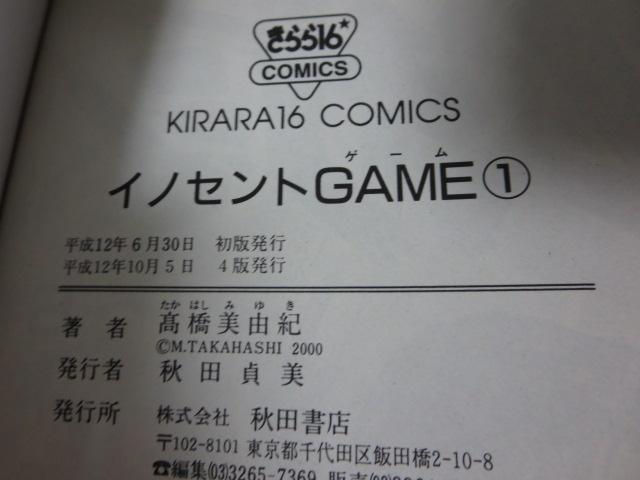 きらら16★
COMICS
KIRARA16 COMICS
ゲーム
イノセントGAME①
平成12年6月30日 初版発行
平成12年10月5日 4版発行
たか はし み ゆ き
著者 髙橋美由紀
©M.TAKAHASHI 2000
発行者 秋田貞美
発行所 株式会社 秋田書店
〒102-8101 東京都千代田区飯田橋2-10-8
☎編集(03)3265-7369 販売(03)